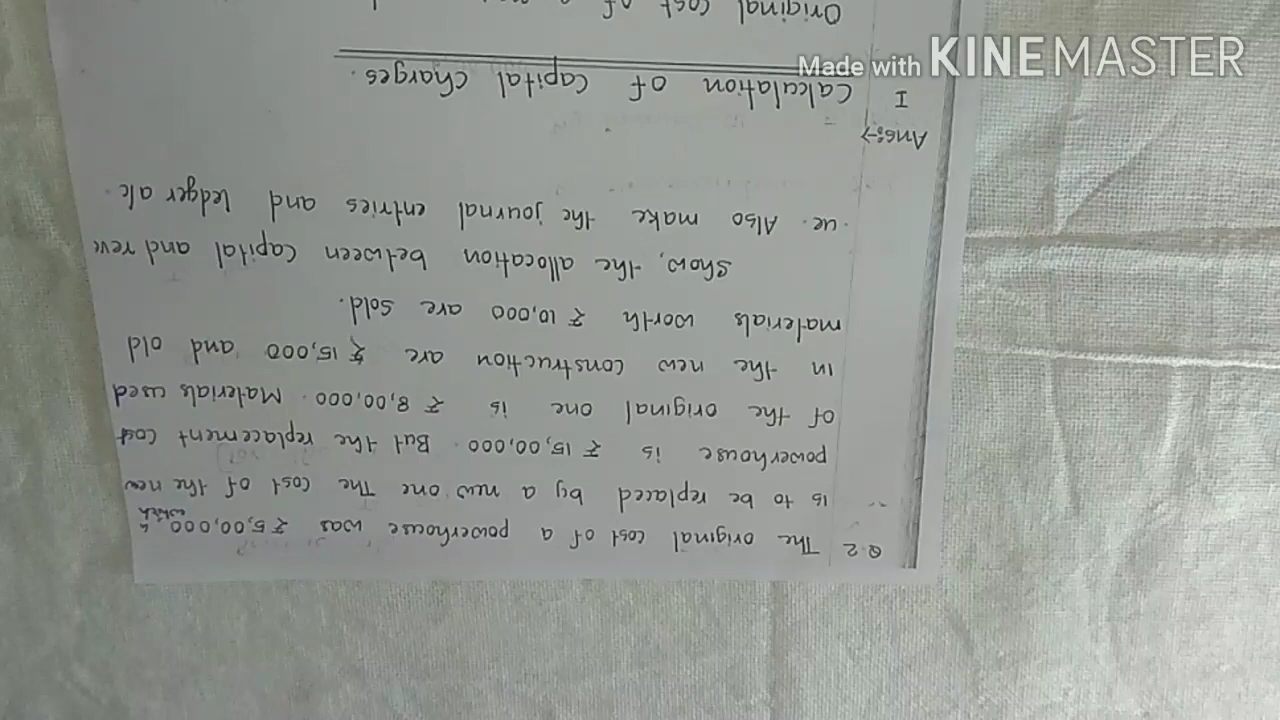 Q.2 The original cost of a powerhouse was ₹ 5,00,000, which
is to be replaced by a new one The cost of the new
powerhouse is ₹ 15,00,000. But the replacement cost
of the original one is ₹ 8,00,000. Materials used
in the new construction are ₹ 15,000 and old
materials worth ₹ 10,000 are sold.
Show, the allocation between capital and reve
ue. Also make the journal entries and ledger a/c.
Ans:→
I Calculation of Capital Charges.
Original cost of
Made with KINEMASTER